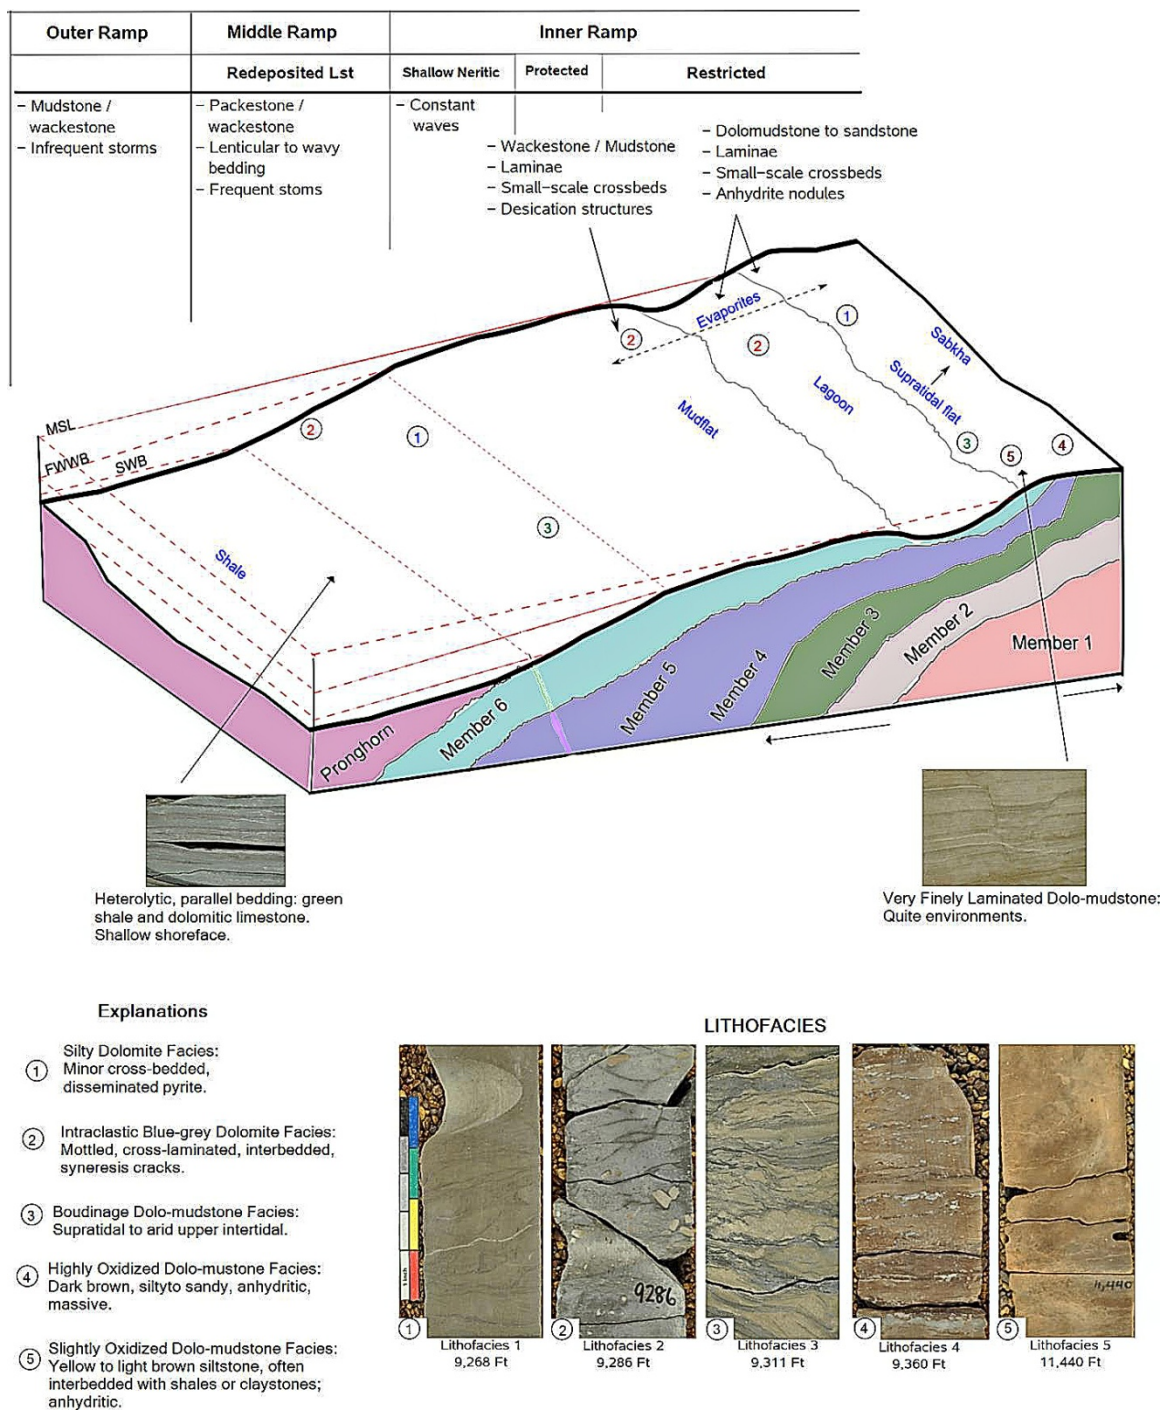 Outer Ramp
Middle Ramp
Inner Ramp
Redeposited Lst
Shallow Neritic
Protected
Restricted
– Mudstone /
wackestone
– Infrequent storms
– Packestone /
wackestone
– Lenticular to wavy
bedding
– Frequent stoms
– Constant
waves
– Wackestone / Mudstone
– Laminae
– Small-scale crossbeds
– Desication structures
– Dolomudstone to sandstone
– Laminae
– Small-scale crossbeds
– Anhydrite nodules
MSL
FWWB
SWB
Evaporites
1
2
2
Sabkha
Supratidal flat
Lagoon
Mudflat
2
1
3
3
5
4
Shale
Pronghorn
Member 6
Member 5
Member 4
Member 3
Member 2
Member 1
Heterolytic, parallel bedding: green
shale and dolomitic limestone.
Shallow shoreface.
Very Finely Laminated Dolo-mudstone:
Quite environments.
Explanations
1
Silty Dolomite Facies:
Minor cross-bedded,
disseminated pyrite.
2
Intraclastic Blue-grey Dolomite Facies:
Mottled, cross-laminated, interbedded,
syneresis cracks.
3
Boudinage Dolo-mudstone Facies:
Supratidal to arid upper intertidal.
4
Highly Oxidized Dolo-mustone Facies:
Dark brown, siltyto sandy, anhydritic,
massive.
5
Slightly Oxidized Dolo-mudstone Facies:
Yellow to light brown siltstone, often
interbedded with shales or claystones;
anhydritic.
LITHOFACIES
1 inch
9286
11,440
1
2
3
4
5
Lithofacies 1
9,268 Ft
Lithofacies 2
9,286 Ft
Lithofacies 3
9,311 Ft
Lithofacies 4
9,360 Ft
Lithofacies 5
11,440 Ft